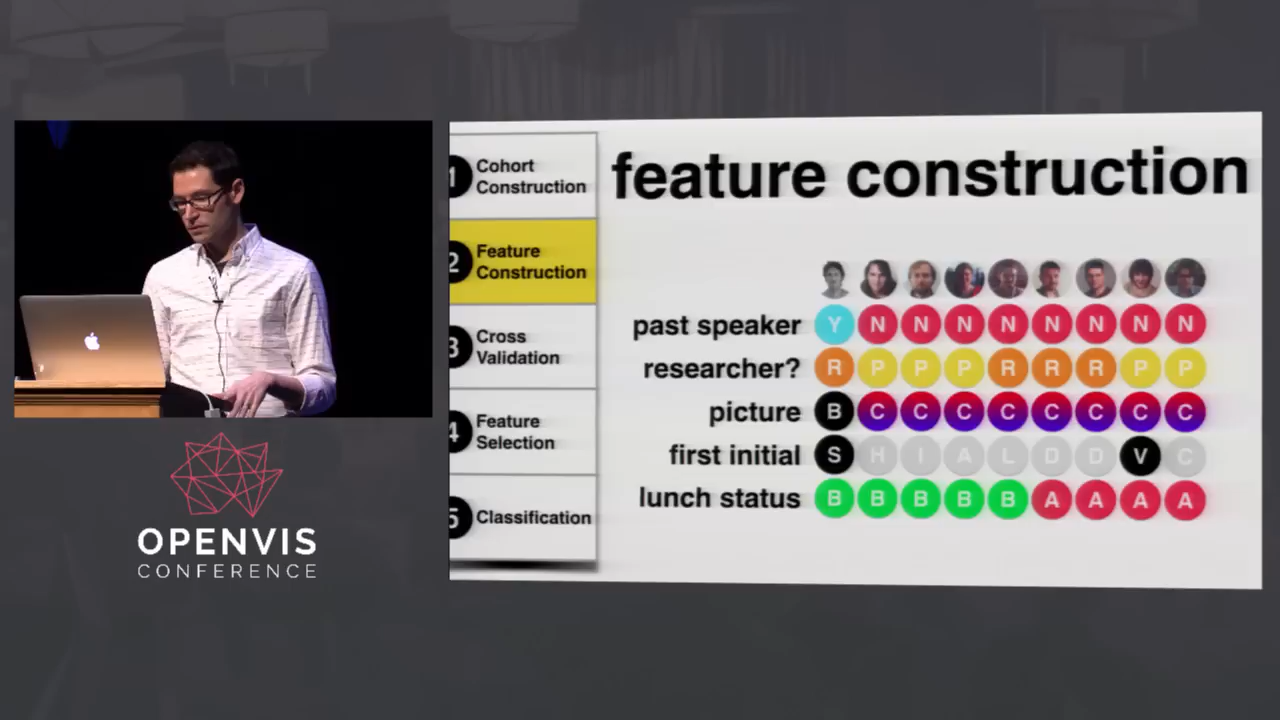 1 Cohort
Construction
2 Feature
Construction
3 Cross
Validation
4 Feature
Selection
5 Classification
feature construction
past speaker Y N N N N N N N N
researcher? R P P P R R R P P
picture B C C C C C C C C
first initial S H I A L D D V C
lunch status B B B B B A A A A
OPENVIS
CONFERENCE